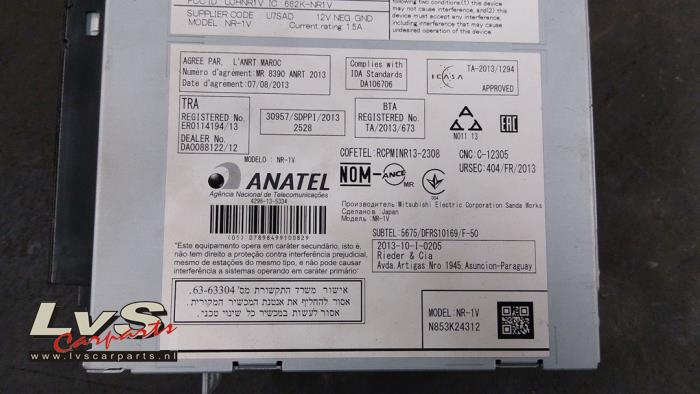 FCC ID : LOHNR1V IC : 662K-NR1V
SUPPLIER CODE U7SAD 12V NEG. GND
MODEL: NR-1V Current rating : 15A
following two conditions:(1) this device
may not cause interference, and(2) this
device must accept any interference,
including interference that may cause
undesired operation of this device.
AGREE PAR. L'ANRT MAROC
Numéro d'agrément:MR 8390 ANRT 2013
Date d'agrément:07/08/2013
Complies with
IDA Standards
DA106706
ICASA
TA-2013/1294
APPROVED
TRA
REGISTERED No.
ER0114194/13
DEALER No.
DA0088122/12
30957/SDPPI/2013
2528
BTA
REGISTERED No.
TA/2013/673
N011 13
EAC
MODELO : NR-1V
ANATEL
Agência Nacional de Telecomunicações
4296-13-5334
(01) 07898499100829
COFETEL:RCPMINR13-2308
CNC:C-12305
URSEC:404/FR/2013
NOM-ANCE MR
004
Производитель:Mitsubishi Electric Corporation Sanda Works
Сделано в :Japan
Модель:NR-1V
SUBTEL:5675/DFRS10169/F-50
2013-10-I-0205
Rieder & Cia
Avda.Artigas Nro 1945,Asuncion-Paraguay
"Este equipamento opera em caráter secundário, isto é, não
tem direito a proteção contra interferência prejudicial,
mesmo de estações do mesmo tipo, e não pode causar
interferência a sistemas operando em caráter primário."
אישור משרד התקשורת מס' 63-63304.
אסור להחליף את אנטנת המכשיר המקורית.
אסור לעשות במכשיר כל שינוי טכני.
MODEL NR-1V
N853K24312
LvS
Carparts
www.lvscarparts.nl